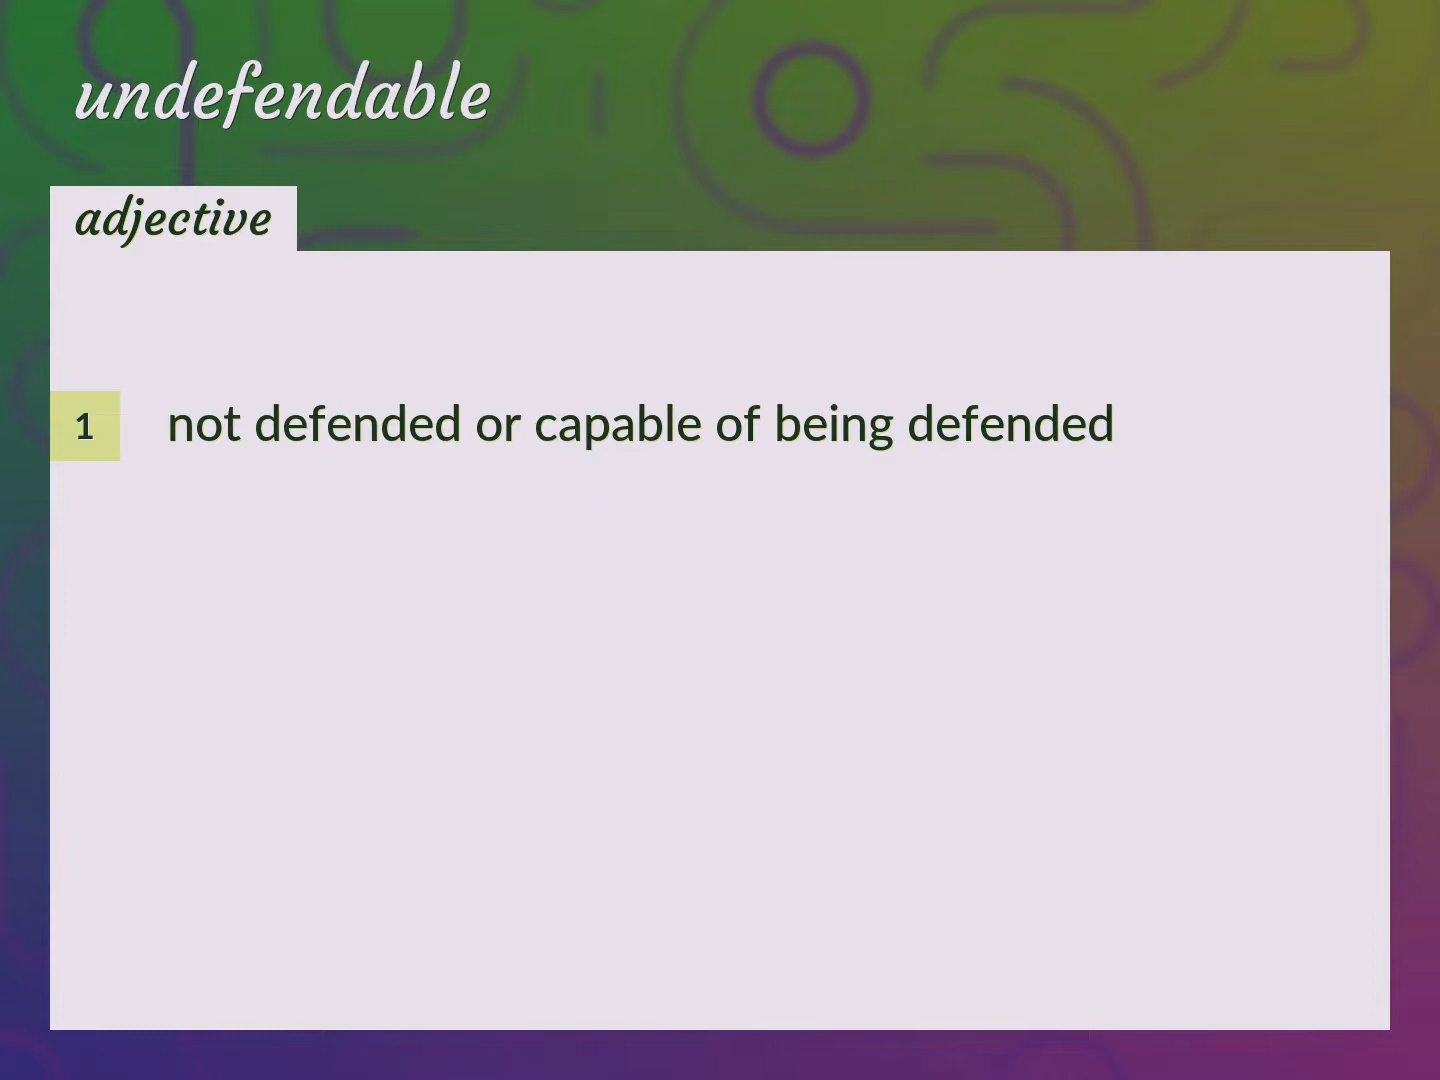 undefendable
adjective
1 not defended or capable of being defended